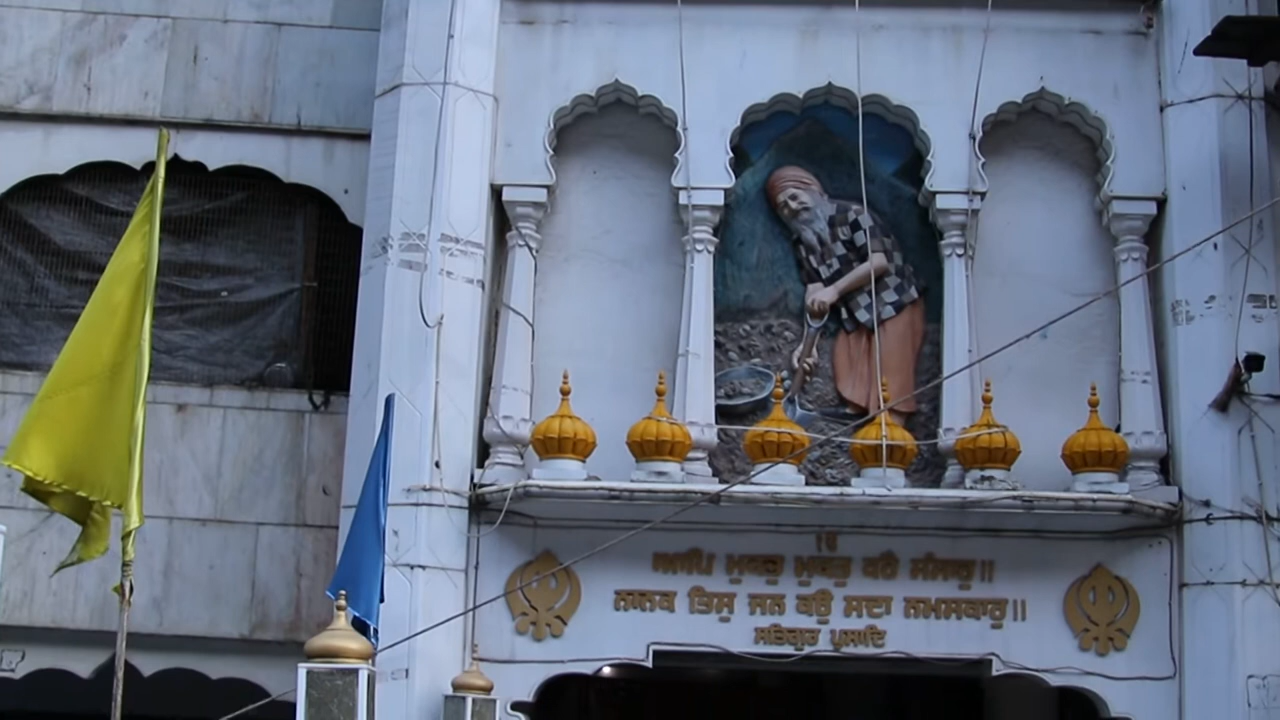 ੴ
ਆਪਿ ਮੁਕਤੁ ਮੁਕਤੁ ਕਰੈ ਸੰਸਾਰੁ॥
ਨਾਨਕ ਤਿਸੁ ਜਨ ਕਉ ਸਦਾ ਨਮਸਕਾਰੁ॥
ਸਤਿਗੁਰ ਪ੍ਰਸਾਦਿ